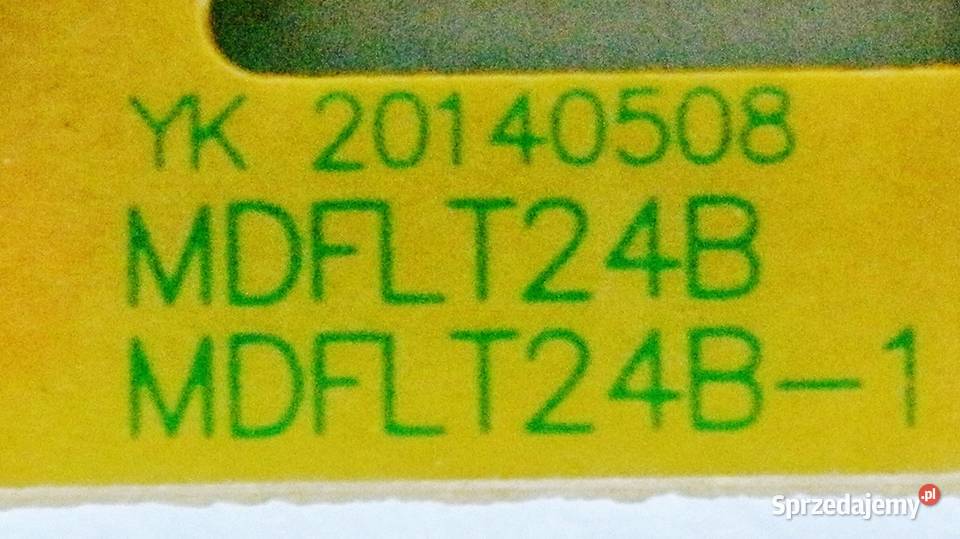 YK 20140508
MDFLT24B
MDFLT24B-1
Sprzedajemy.pl